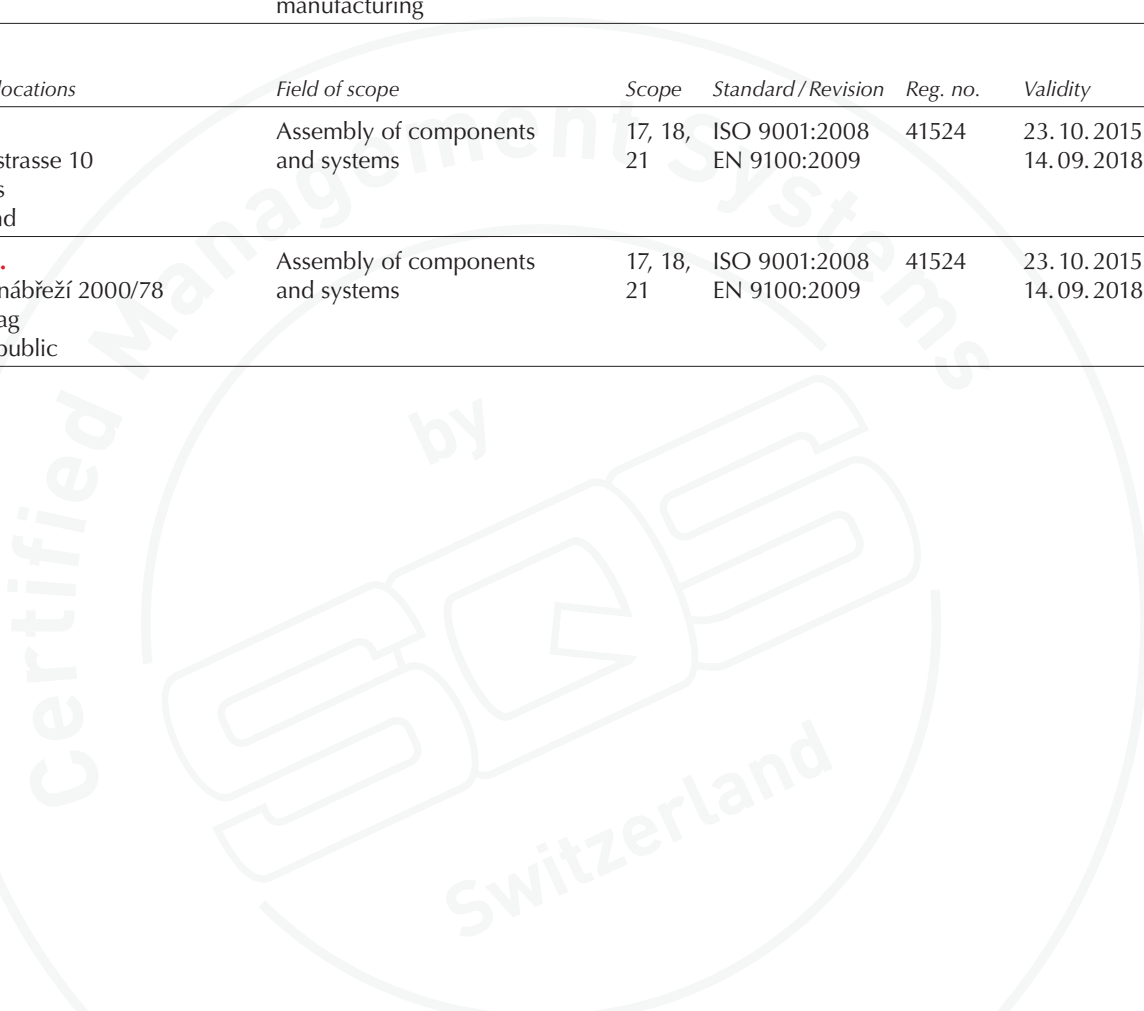 manufacturing
locations Field of scope Scope Standard / Revision Reg. no. Validity
Assembly of components 17, 18, ISO 9001:2008 41524 23. 10. 2015
strasse 10 and systems 21 EN 9100:2009 14. 09. 2018
Assembly of components 17, 18, ISO 9001:2008 41524 23. 10. 2015
nábřeží 2000/78 and systems 21 EN 9100:2009 14. 09. 2018
Certified Management Systems
by
SQS
Switzerland